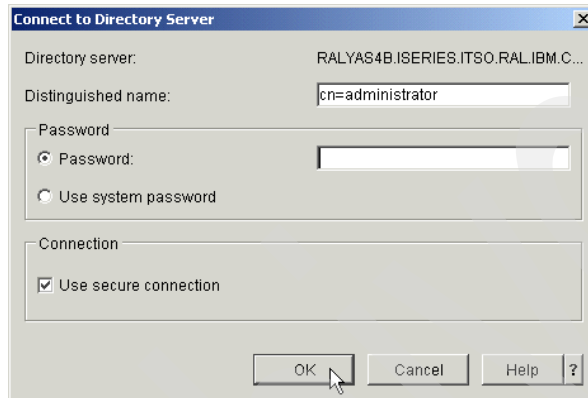 Connect to Directory Server
Directory server: RALYAS4B.ISERIES.ITSO.RAL.IBM.C...
Distinguished name: cn=administrator
Password
Password:
Use system password
Connection
Use secure connection
OK Cancel Help ?